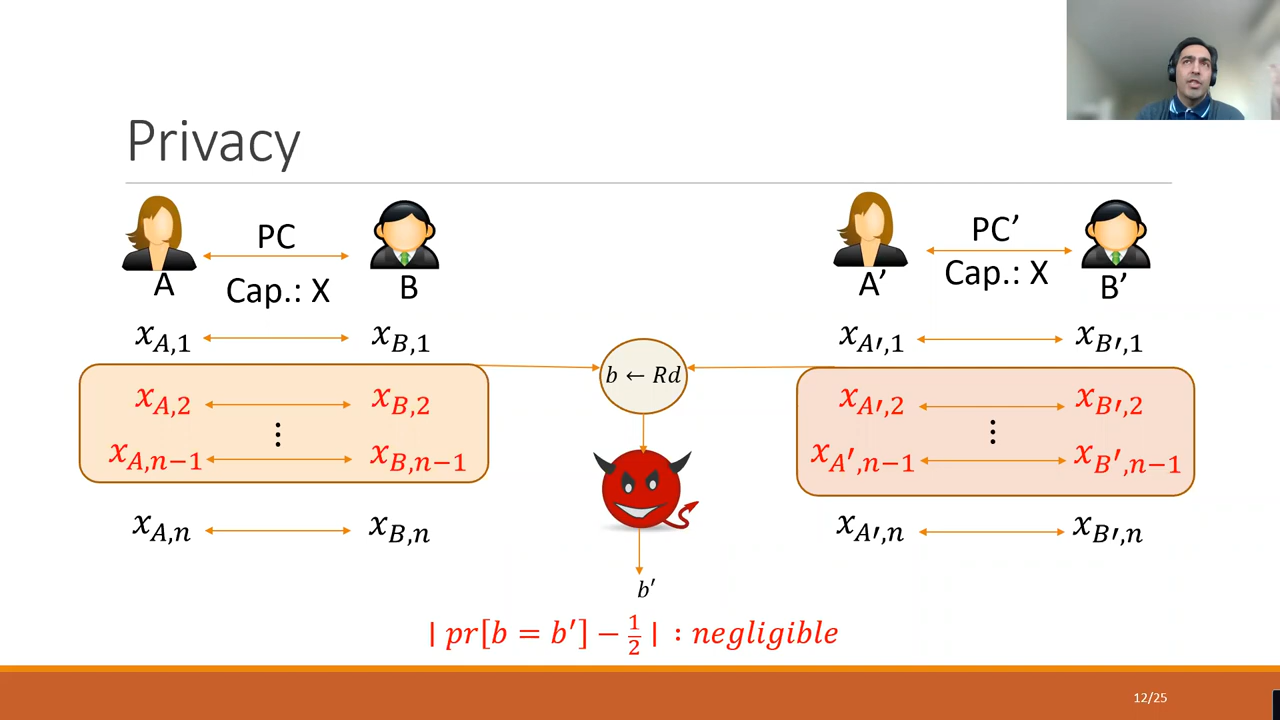 Privacy
PC
Cap.: X
A
B
x_{A,1} x_{B,1}
x_{A,2} x_{B,2}
⋮
x_{A,n−1} x_{B,n−1}
x_{A,n} x_{B,n}
b ← Rd
b′
PC’
Cap.: X
A’
B’
x_{A′,1} x_{B′,1}
x_{A′,2} x_{B′,2}
⋮
x_{A′,n−1} x_{B′,n−1}
x_{A′,n} x_{B′,n}
| pr[b = b′] − 1/2 | : negligible
12/25